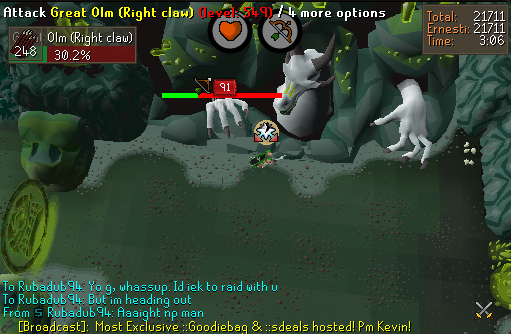 Attack Great Olm (Right claw) (level: 549) / 4 more options
Total: 21711
Ernesti: 21711
Time: 3:06
Olm (Right claw)
248
30.2%
91
To Rubadub94: Yo g, whassup. Id iek to raid with u
To Rubadub94: But im heading out
From S Rubadub94: Aaaight np man
[Broadcast]: Most Exclusive ::Goodiebag & ::sdeals hosted! Pm Kevin!